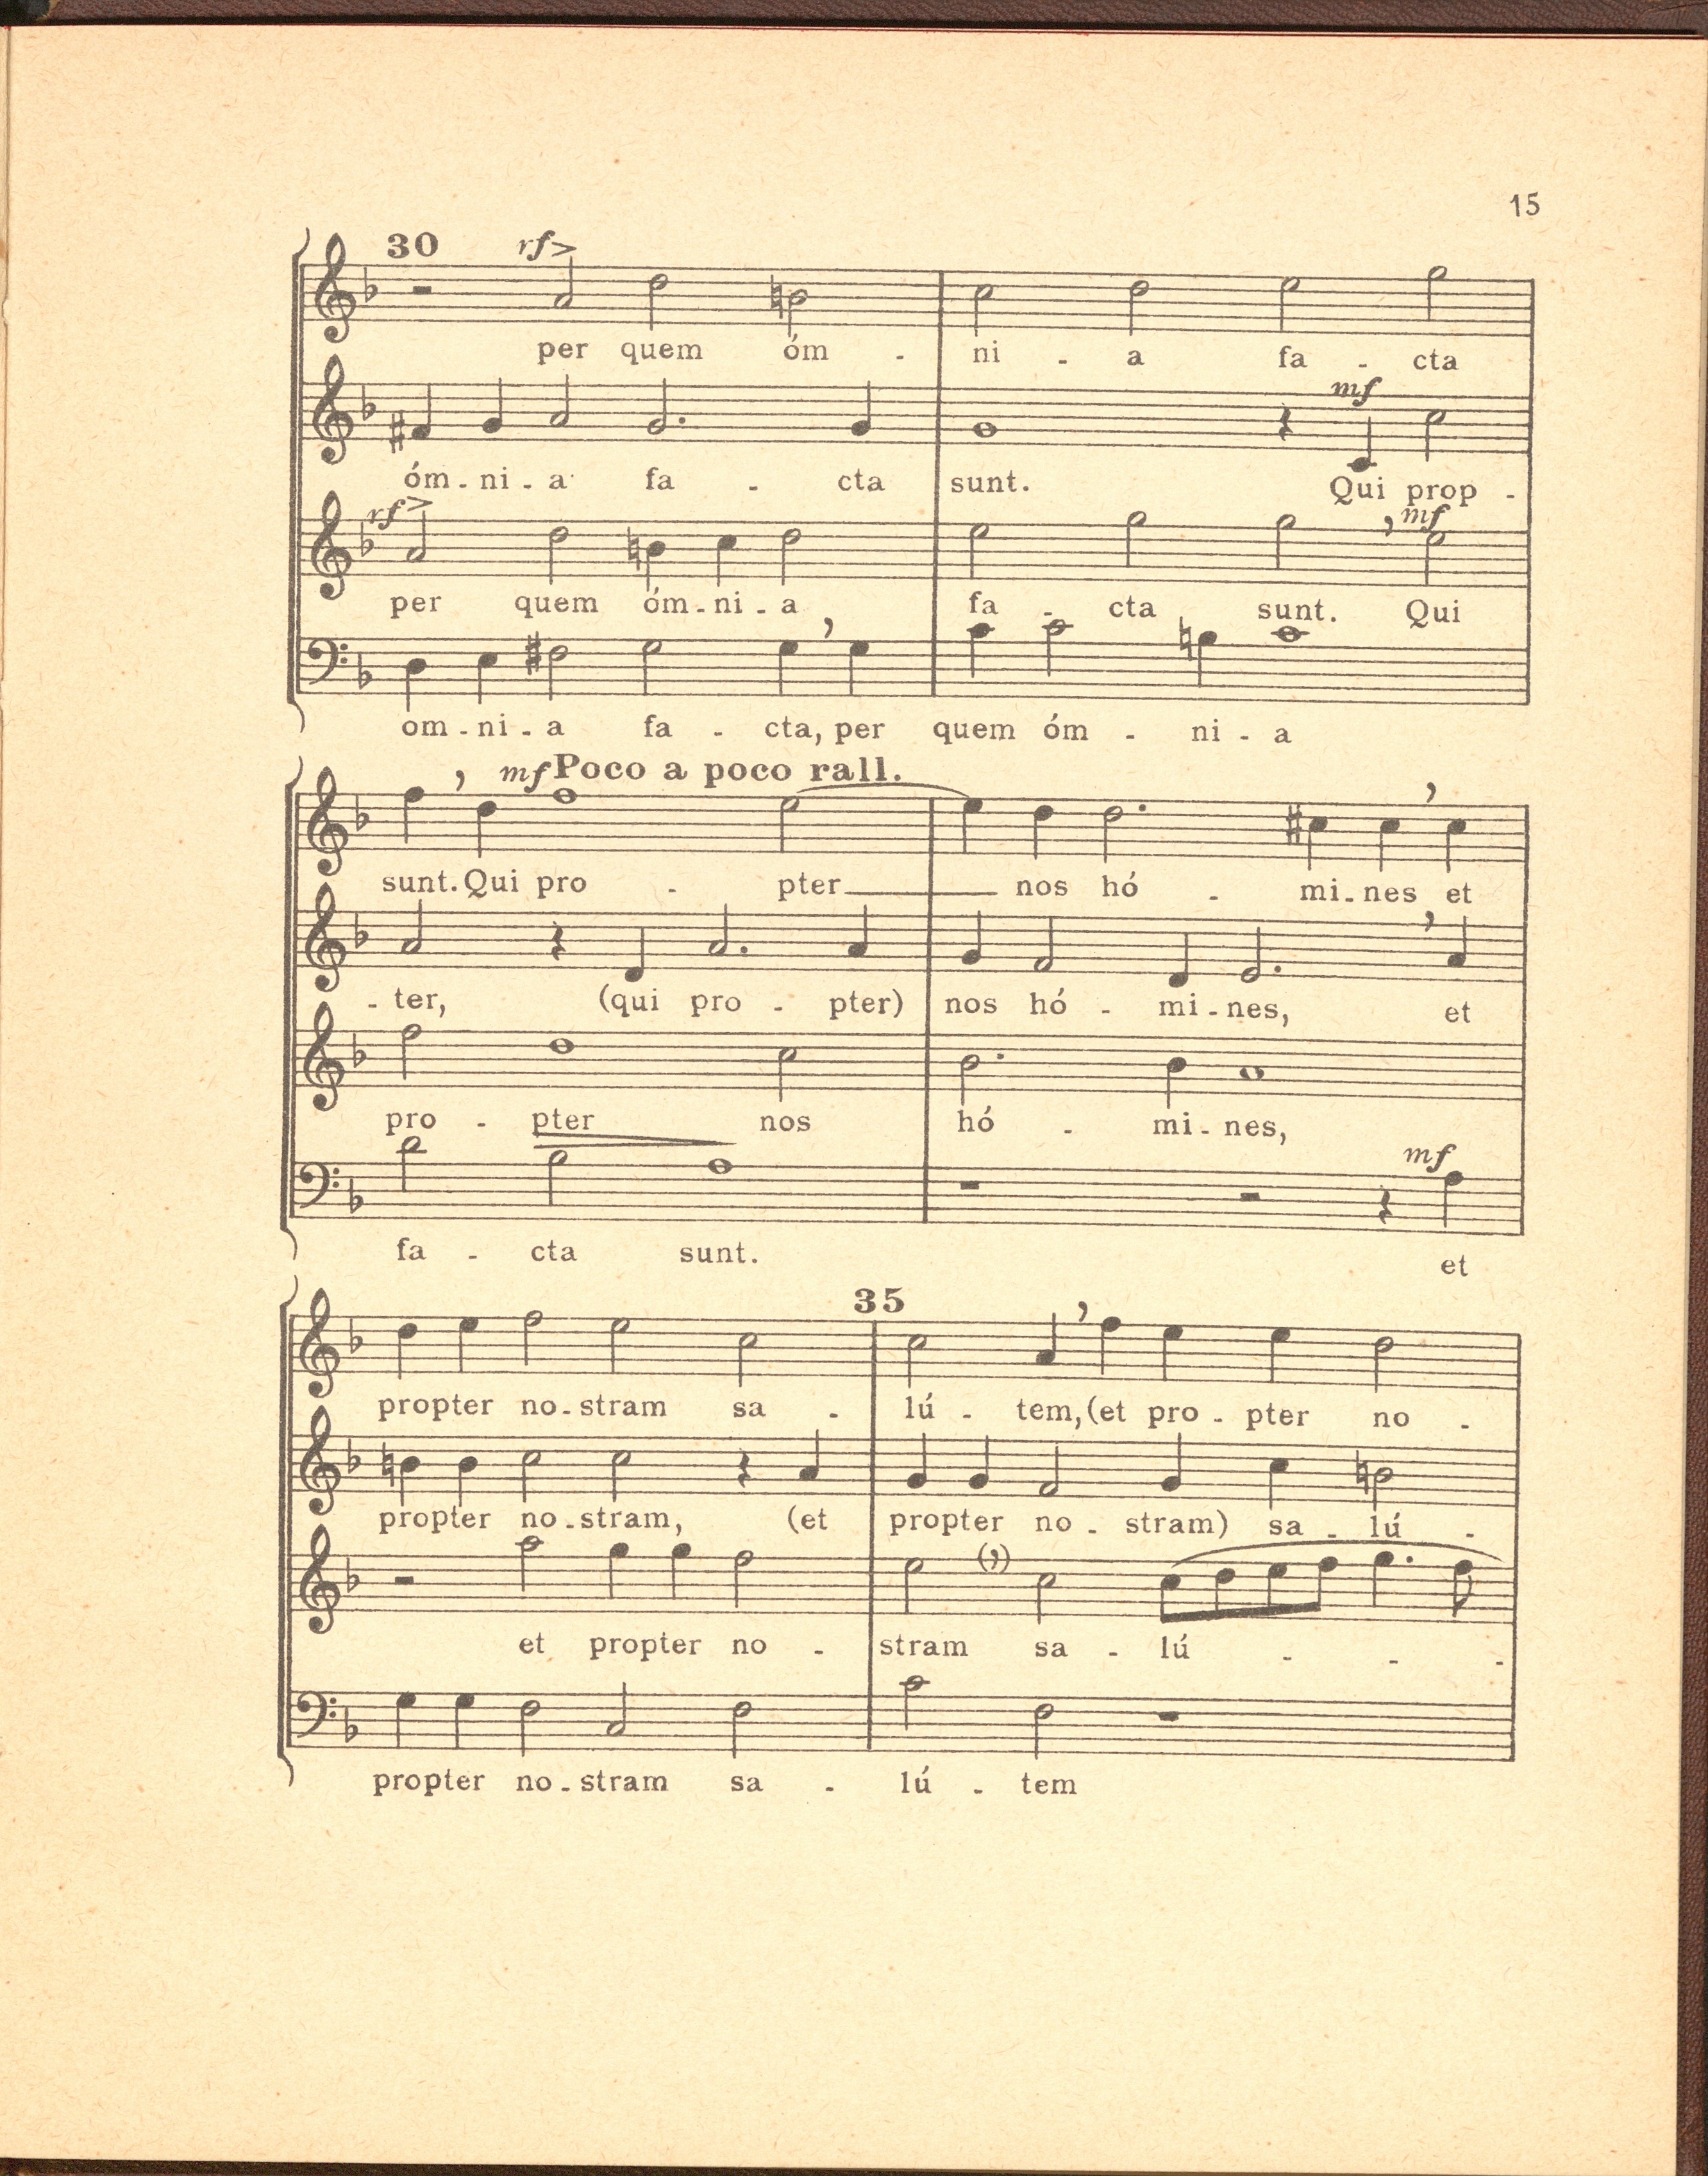 15
30 rf
per quem óm - ni - a fa - cta
mf
óm - ni - a fa - cta sunt. Qui prop -
rf mf
per quem óm - ni - a fa - cta sunt. Qui
om - ni - a fa - cta, per quem óm - ni - a
mf Poco a poco rall.
sunt. Qui pro - pter nos hó - mi - nes et
- ter, (qui pro - pter) nos hó - mi - nes, et
pro - pter nos hó - mi - nes,
mf
fa - cta sunt. et
35
propter no - stram sa - lú - tem, (et pro - pter no -
propter no - stram, (et propter no - stram) sa - lú -
et propter no - stram sa - lú - - -
propter no - stram sa - lú - tem